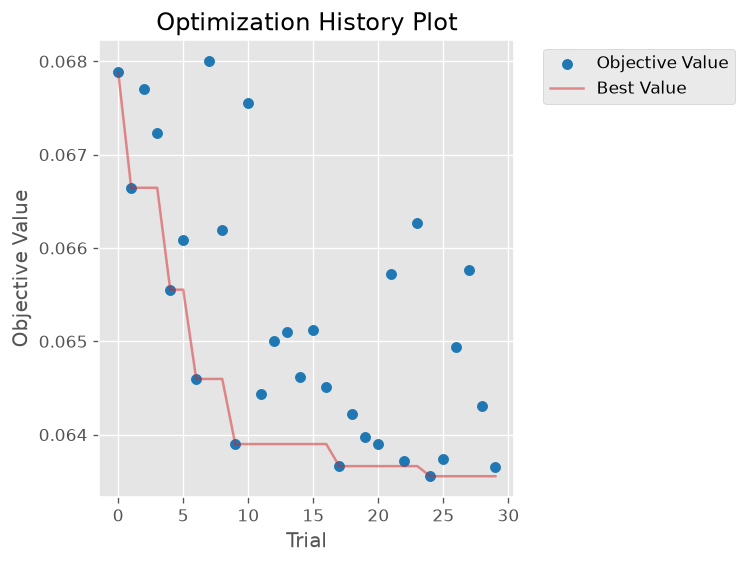 Optimization History Plot
Objective Value
Best Value
0.068
0.067
0.066
0.065
0.064
Objective Value
0 5 10 15 20 25 30
Trial